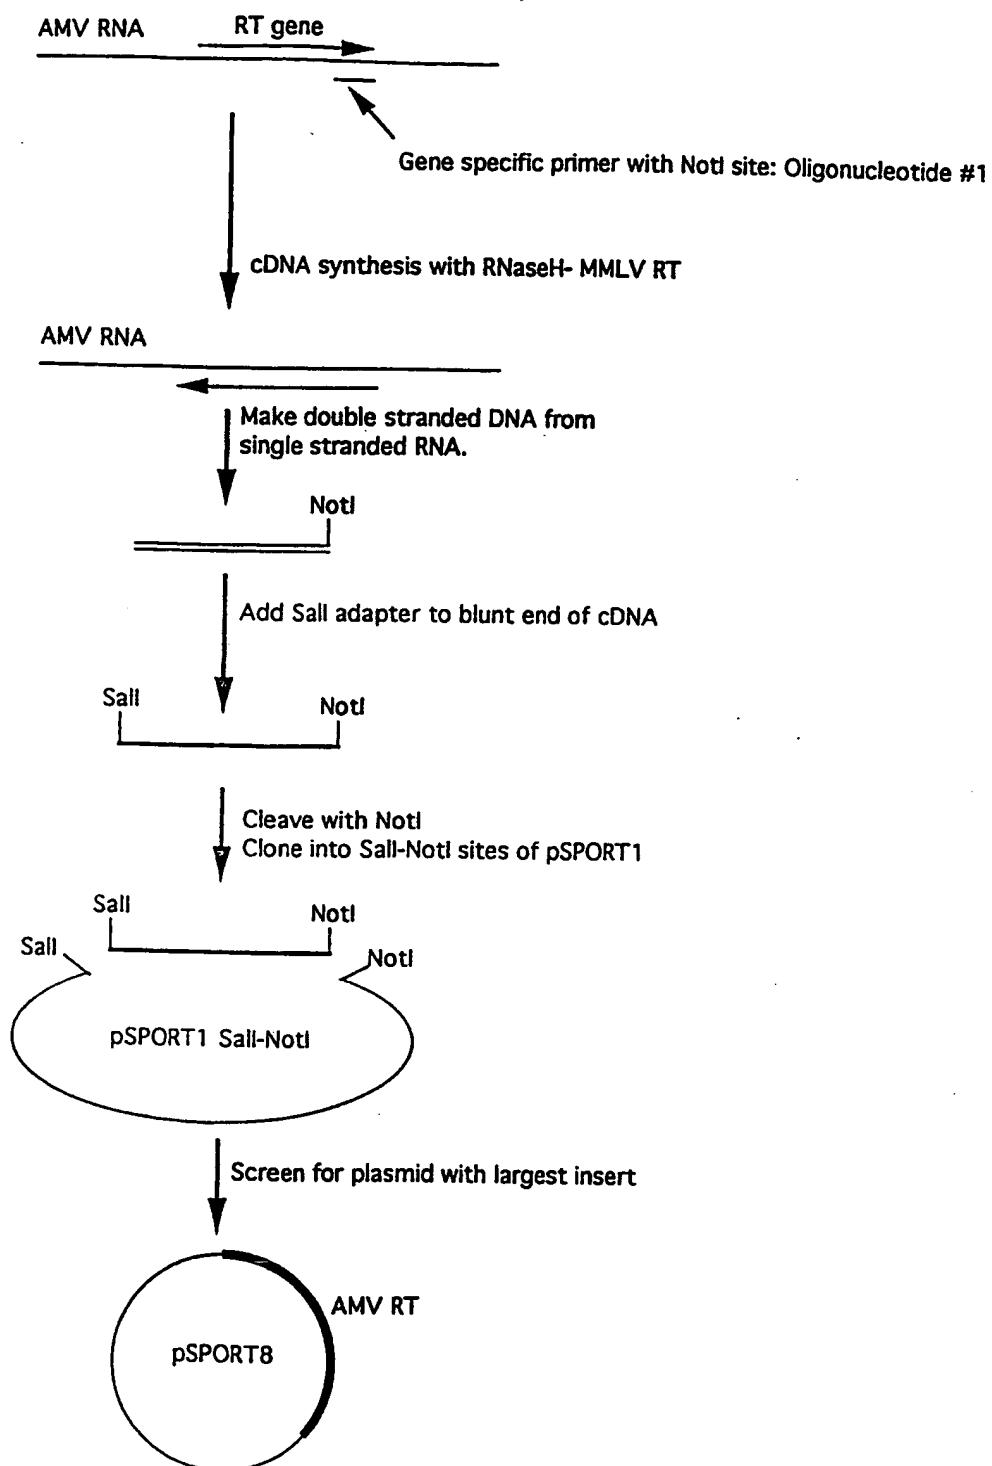 AMV RNA
RT gene
Gene specific primer with NotI site: Oligonucleotide #1
cDNA synthesis with RNaseH- MMLV RT
AMV RNA
Make double stranded DNA from
single stranded RNA.
NotI
Add SalI adapter to blunt end of cDNA
SalI
NotI
Cleave with NotI
Clone into SalI-NotI sites of pSPORT1
SalI
NotI
SalI
NotI
pSPORT1 SalI-NotI
Screen for plasmid with largest insert
AMV RT
pSPORT8